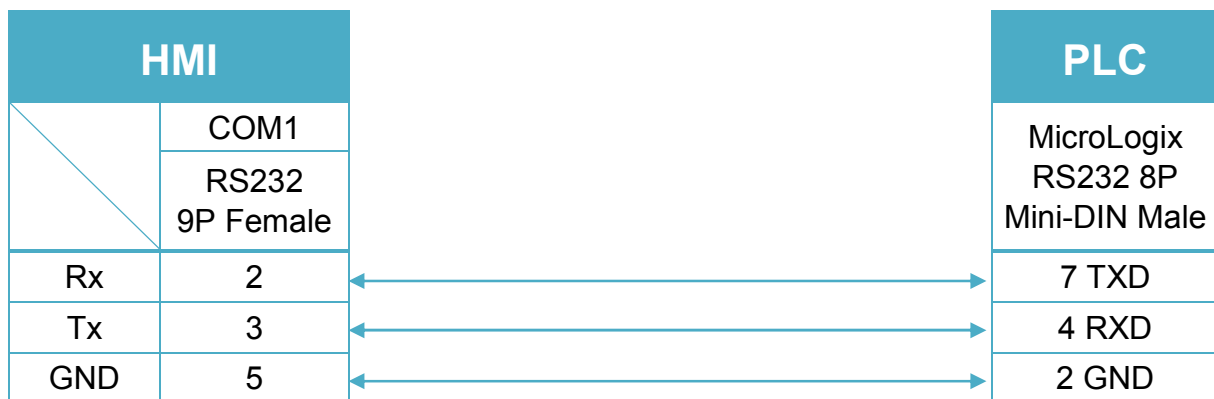 HMI PLC
COM1
RS232
9P Female
MicroLogix
RS232 8P
Mini-DIN Male
Rx 2 7 TXD
Tx 3 4 RXD
GND 5 2 GND